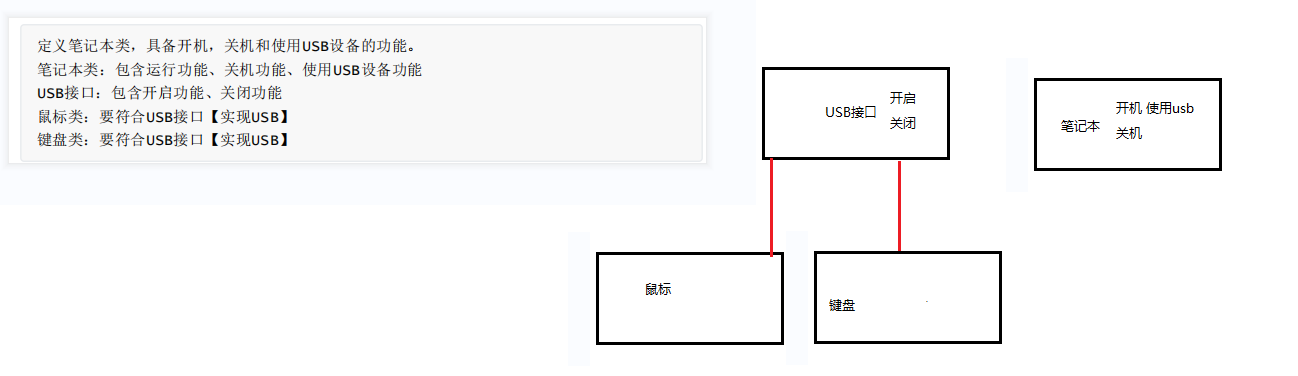 定义笔记本类，具备开机，关机和使用USB设备的功能。
笔记本类：包含运行功能、关机功能、使用USB设备功能
USB接口：包含开启功能、关闭功能
鼠标类：要符合USB接口【实现USB】
键盘类：要符合USB接口【实现USB】
USB接口
开启
关闭
笔记本
开机 使用usb
关机
鼠标
键盘